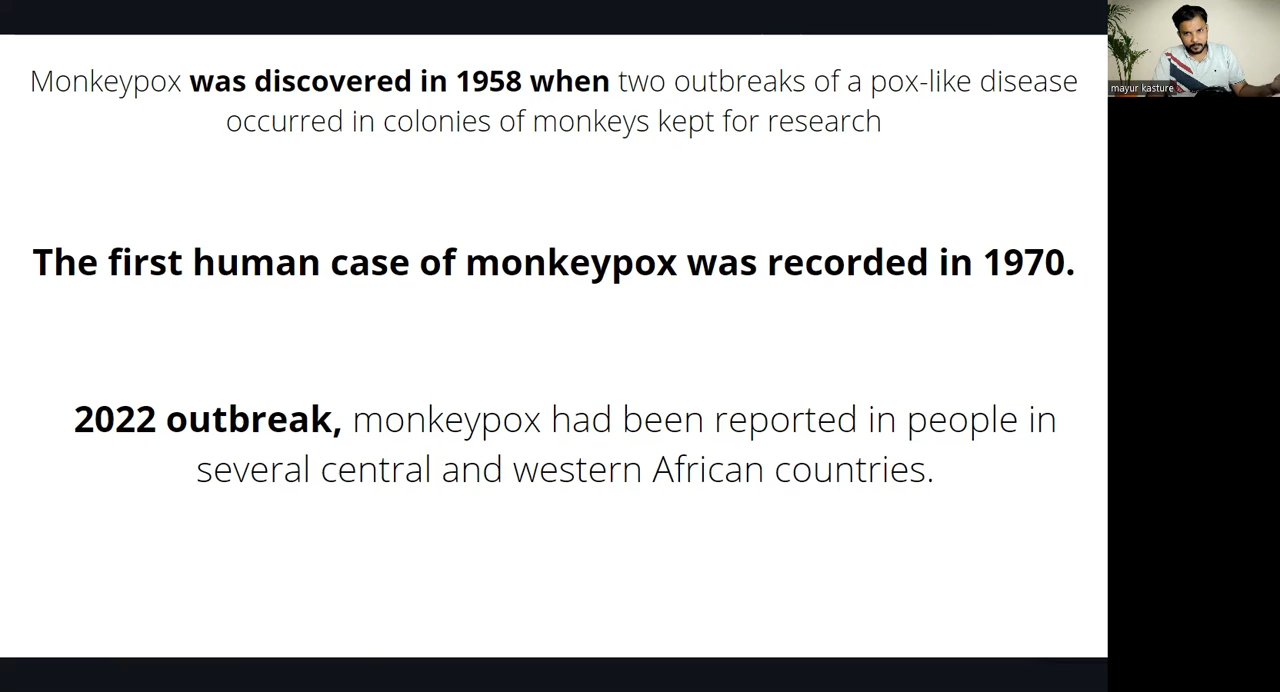 Monkeypox was discovered in 1958 when two outbreaks of a pox-like disease
occurred in colonies of monkeys kept for research
The first human case of monkeypox was recorded in 1970.
2022 outbreak, monkeypox had been reported in people in
several central and western African countries.
mayur kasture